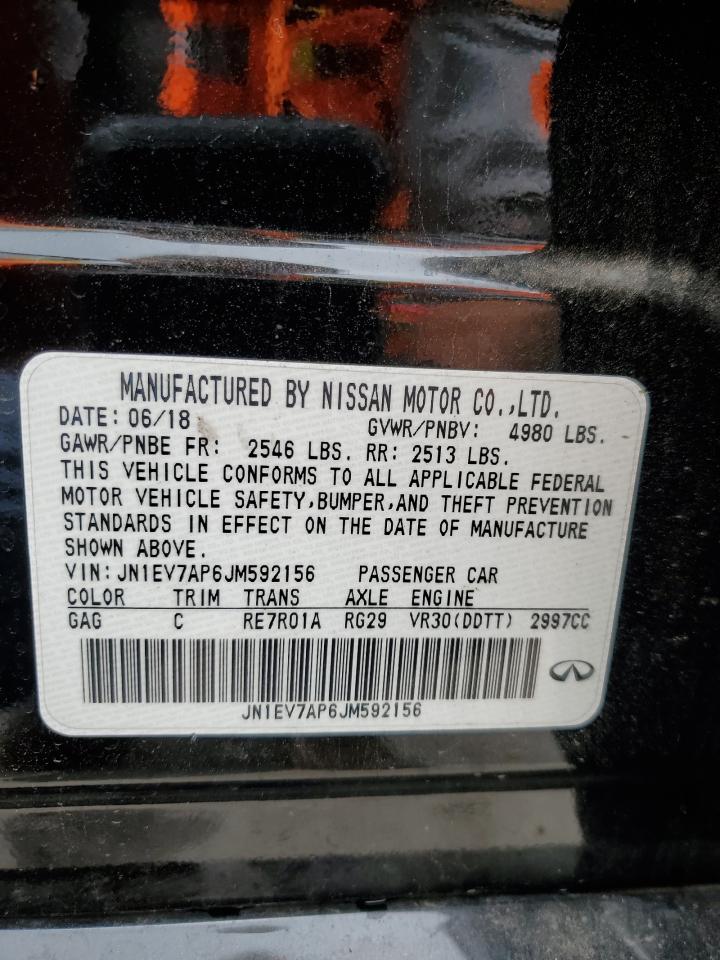 MANUFACTURED BY NISSAN MOTOR CO.,LTD.
DATE: 06/18 GVWR/PNBV: 4980 LBS.
GAWR/PNBE FR: 2546 LBS. RR: 2513 LBS.
THIS VEHICLE CONFORMS TO ALL APPLICABLE FEDERAL
MOTOR VEHICLE SAFETY,BUMPER,AND THEFT PREVENTION
STANDARDS IN EFFECT ON THE DATE OF MANUFACTURE
SHOWN ABOVE.
VIN: JN1EV7AP6JM592156 PASSENGER CAR
COLOR TRIM TRANS AXLE ENGINE
GAG C RE7R01A RG29 VR30(DDTT) 2997CC
JN1EV7AP6JM592156